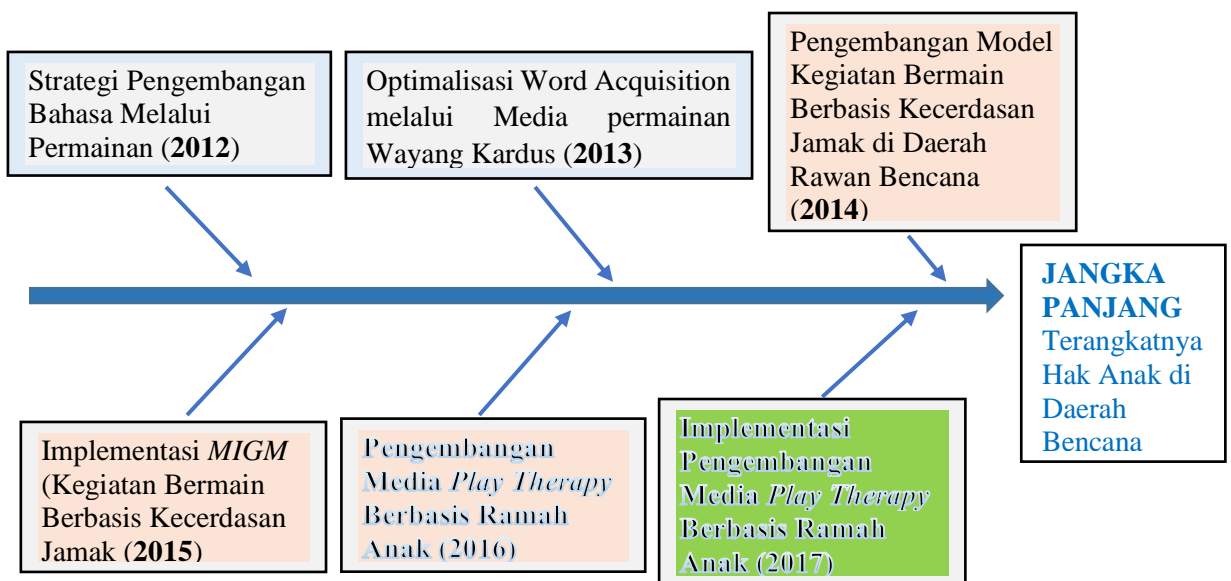 Strategi Pengembangan
Bahasa Melalui
Permainan (2012)
Optimalisasi Word Acquisition
melalui Media permainan
Wayang Kardus (2013)
Pengembangan Model
Kegiatan Bermain
Berbasis Kecerdasan
Jamak di Daerah
Rawan Bencana
(2014)
JANGKA
PANJANG
Terangkatnya
Hak Anak di
Daerah
Bencana
Implementasi MIGM
(Kegiatan Bermain
Berbasis Kecerdasan
Jamak (2015)
Pengembangan
Media Play Therapy
Berbasis Ramah
Anak (2016)
Implementasi
Pengembangan
Media Play Therapy
Berbasis Ramah
Anak (2017)